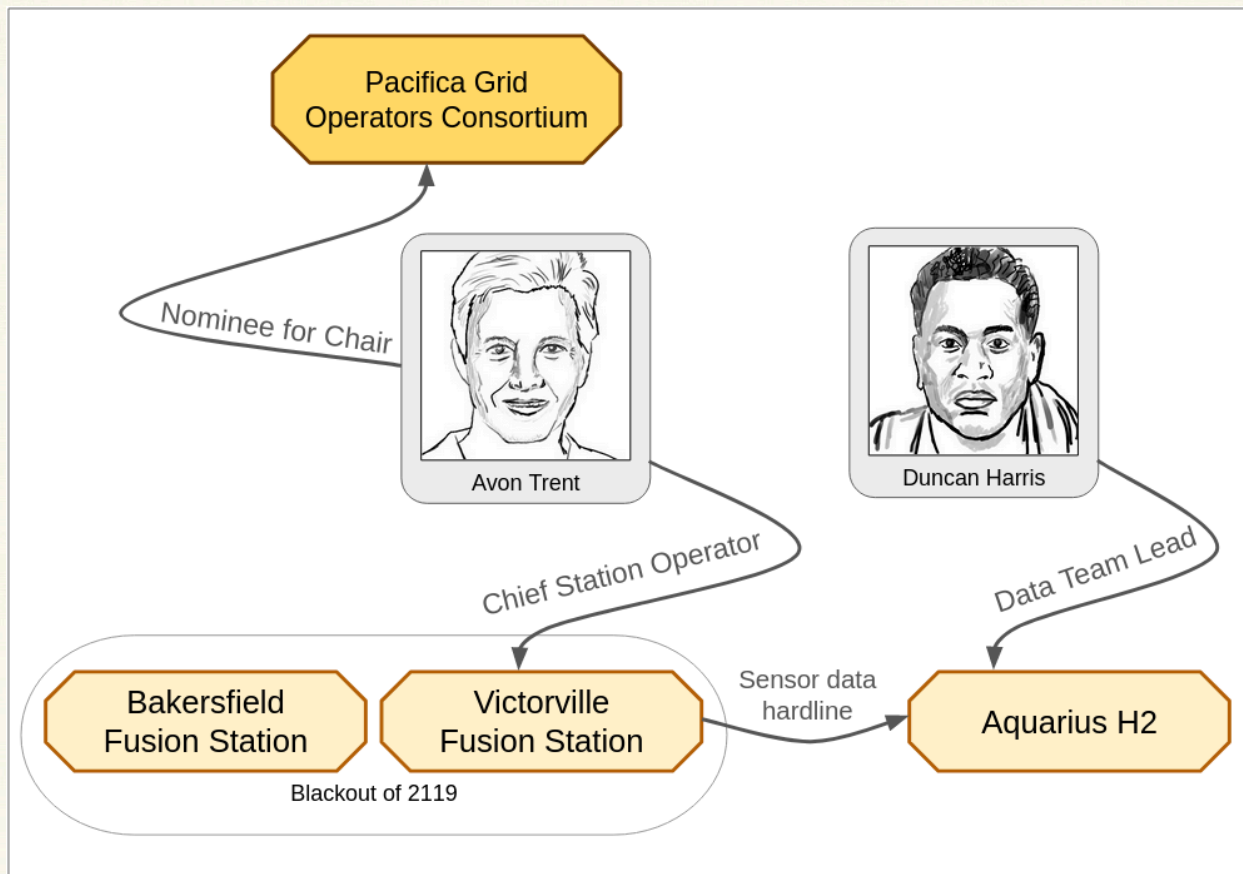 Pacifica Grid
Operators Consortium
Nominee for Chair
Avon Trent
Duncan Harris
Chief Station Operator
Data Team Lead
Bakersfield
Fusion Station
Victorville
Fusion Station
Sensor data
hardline
Aquarius H2
Blackout of 2119